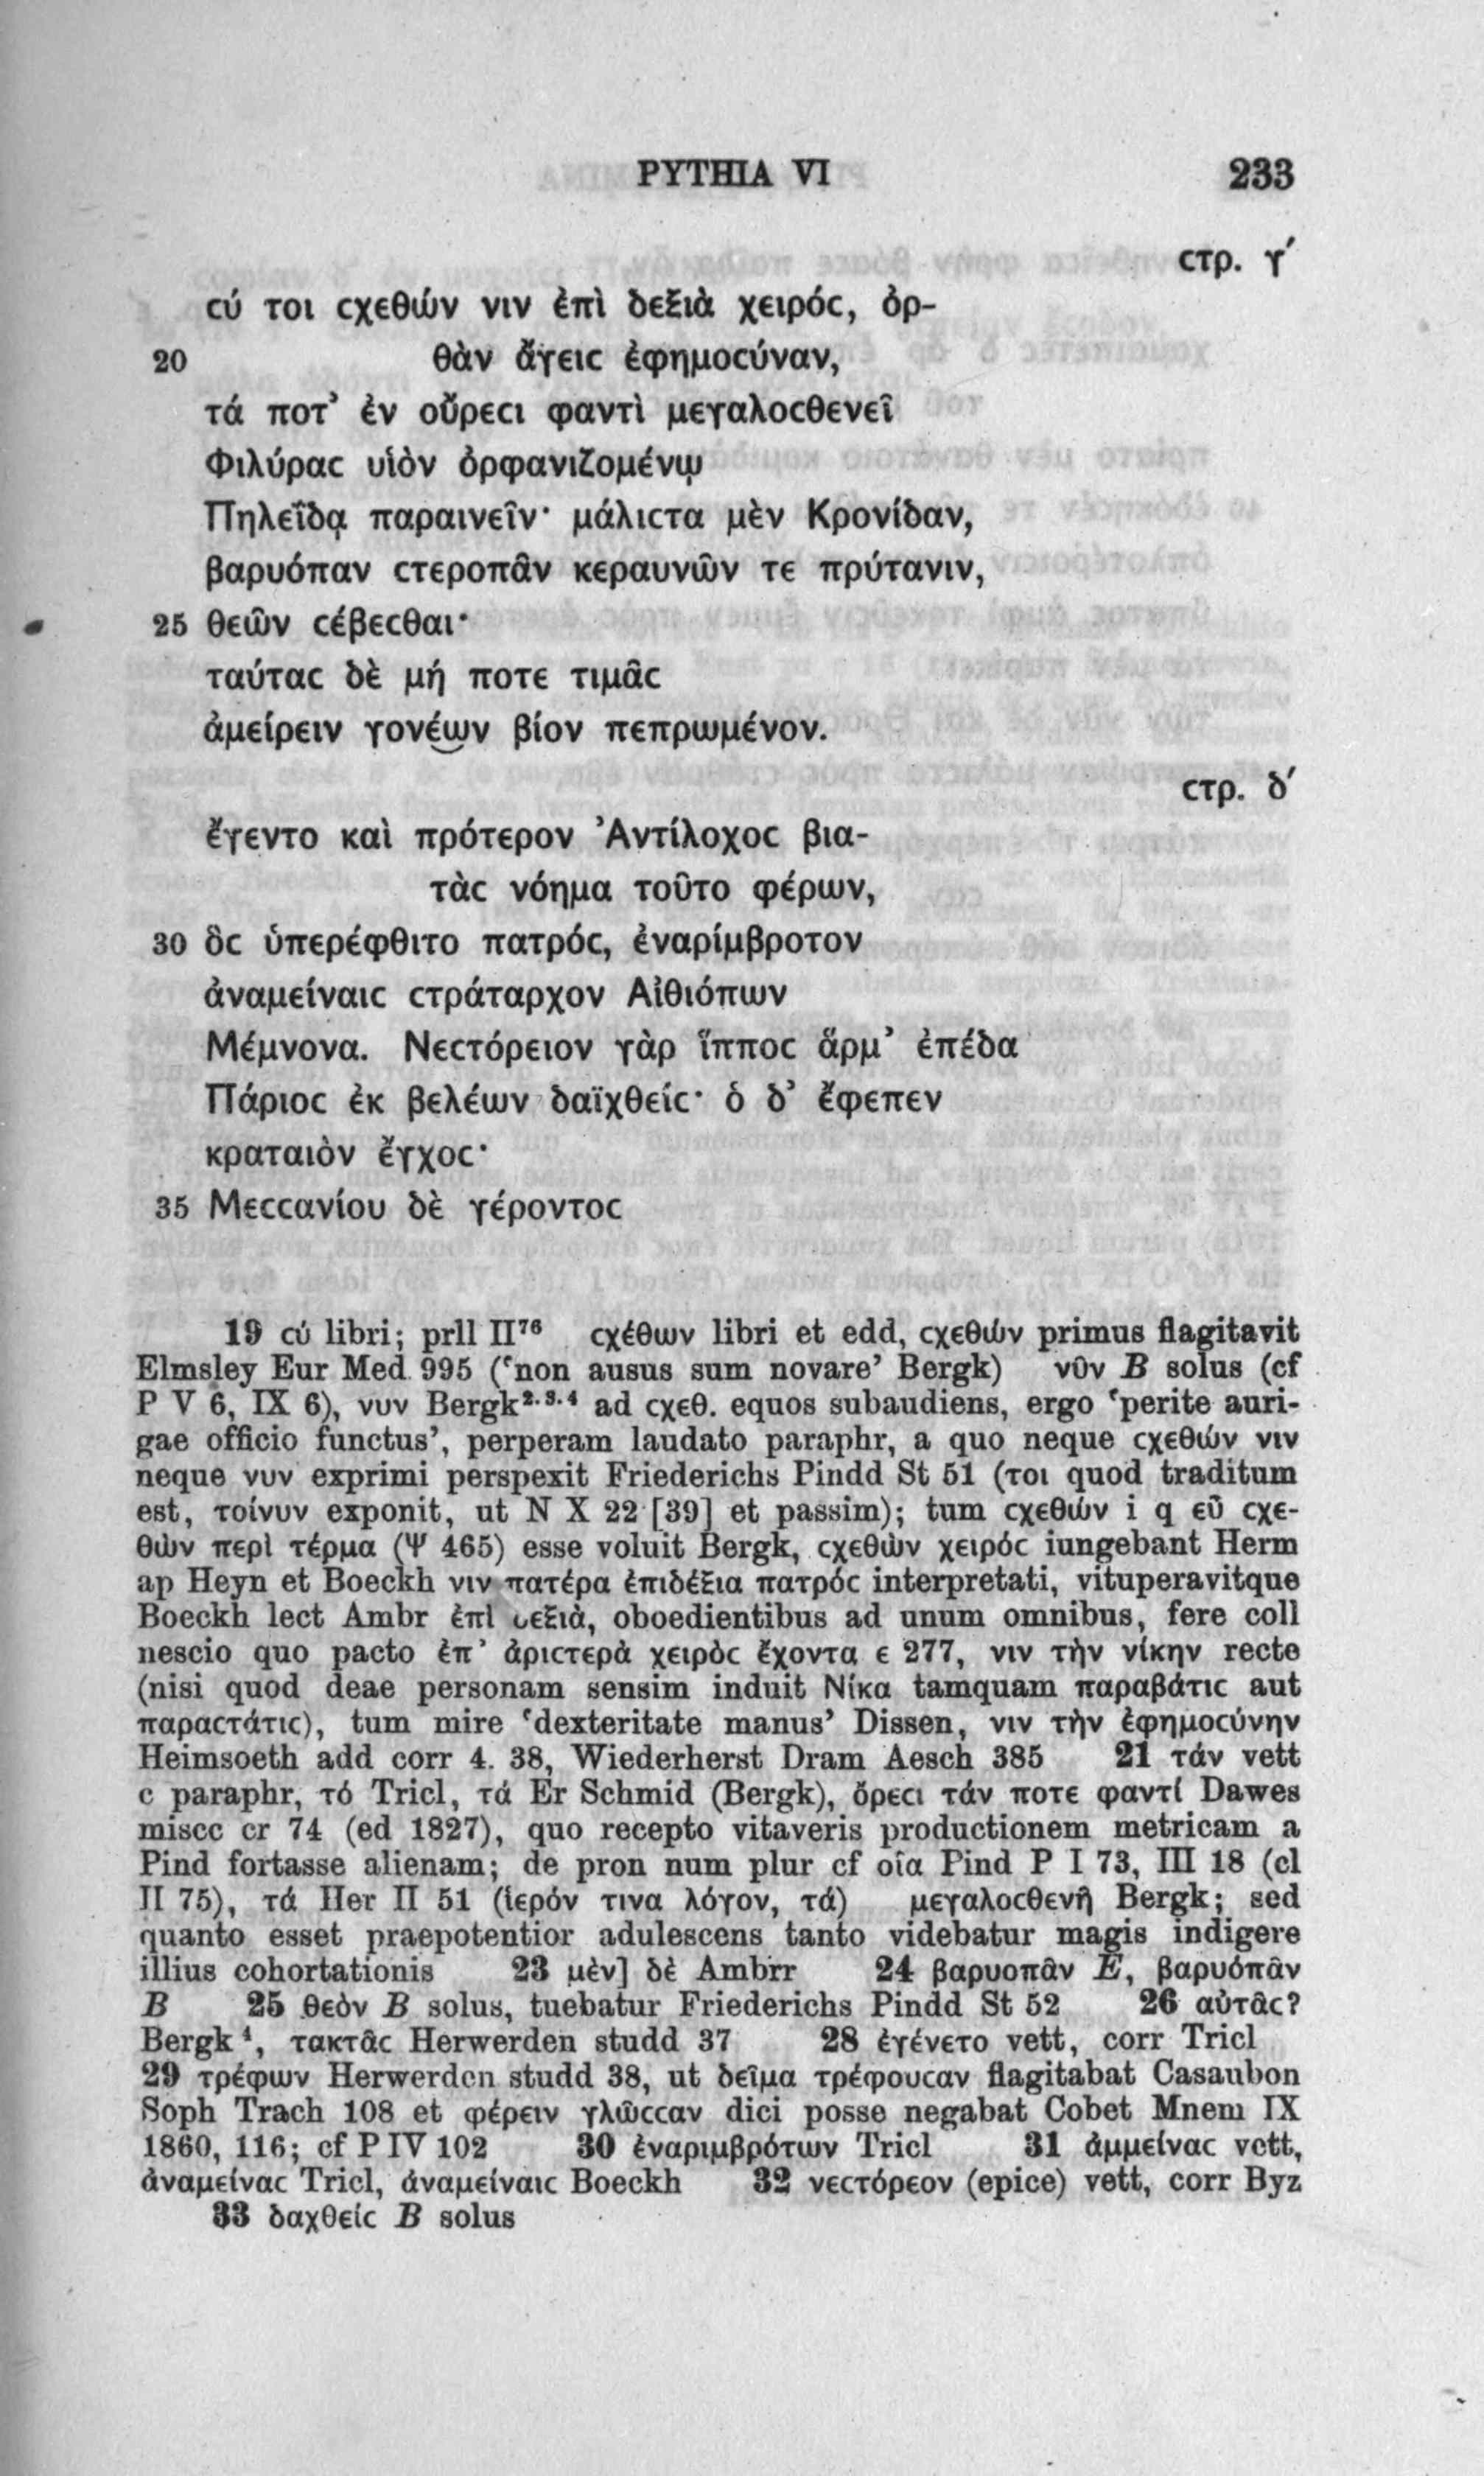 PYTHIA VI 233
ϲτρ. γ′
ϲύ τοι ϲχεθών νιν ἐπὶ δεξιὰ χειρόϲ, ὀρ-
20 θὰν ἄγειϲ ἐφημοϲύναν,
τά ποτ’ ἐν οὔρεϲι φαντὶ μεγαλοϲθενεῖ
Φιλύραϲ υἱὸν ὀρφανιζομένῳ
Πηλεΐδᾳ παραινεῖν· μάλιϲτα μὲν Κρονίδαν,
βαρυόπαν ϲτεροπᾶν κεραυνῶν τε πρύτανιν,
25 θεῶν ϲέβεϲθαι·
ταύταϲ δὲ μή ποτε τιμᾶϲ
ἀμείρειν γονέων βίον πεπρωμένον.
ϲτρ. δ′
ἔγεντο καὶ πρότερον Ἀντίλοχοϲ βια-
τὰϲ νόημα τοῦτο φέρων,
30 ὃϲ ὑπερέφθιτο πατρόϲ, ἐναρίμβροτον
ἀναμείναιϲ ϲτράταρχον Αἰθιόπων
Μέμνονα. Νεϲτόρειον γὰρ ἵπποϲ ἅρμ’ ἐπέδα
Πάριοϲ ἐκ βελέων δαϊχθείϲ· ὁ δ’ ἔφεπεν
κραταιὸν ἔγχοϲ·
35 Μεϲϲανίου δὲ γέροντοϲ
19 ϲύ libri; prll II⁷⁶ ϲχέθων libri et edd, ϲχεθών primus flagitavit
Elmsley Eur Med 995 (‘non ausus sum novare’ Bergk) νῦν B solus (cf
P V 6, IX 6), νυν Bergk²·³·⁴ ad ϲχεθ. equos subaudiens, ergo ‘perite auri-
gae officio functus’, perperam laudato paraphr, a quo neque ϲχεθών νιν
neque νυν exprimi perspexit Friederichs Pindd St 51 (τοι quod traditum
est, τοίνυν exponit, ut N X 22 [39] et passim); tum ϲχεθών i q εὖ ϲχε-
θὼν περὶ τέρμα (Ψ 465) esse voluit Bergk, ϲχεθὼν χειρόϲ iungebant Herm
ap Heyn et Boeckh νιν πατέρα ἐπιδέξια πατρόϲ interpretati, vituperavitque
Boeckh lect Ambr ἐπὶ δεξιὰ, oboedientibus ad unum omnibus, fere coll
nescio quo pacto ἐπ’ ἀριϲτερὰ χειρὸϲ ἔχοντα ε 277, νιν τὴν νίκην recte
(nisi quod deae personam sensim induit Νίκα tamquam παραβάτιϲ aut
παραϲτάτιϲ), tum mire ‘dexteritate manus’ Dissen, νιν τὴν ἐφημοϲύνην
Heimsoeth add corr 4. 38, Wiederherst Dram Aesch 385 21 τάν vett
c paraphr, τό Tricl, τά Er Schmid (Bergk), ὄρεϲι τάν ποτε φαντί Dawes
miscc cr 74 (ed 1827), quo recepto vitaveris productionem metricam a
Pind fortasse alienam; de pron num plur cf οἷα Pind P I 73, III 18 (cl
II 75), τά Her II 51 (ἱερόν τινα λόγον, τά) μεγαλοϲθενῆ Bergk; sed
quanto esset praepotentior adulescens tanto videbatur magis indigere
illius cohortationis 23 μὲν] δὲ Ambrr 24 βαρυοπᾶν E, βαρυόπᾶν
B 25 θεὸν B solus, tuebatur Friederichs Pindd St 52 26 αὐτᾶϲ?
Bergk⁴, τακτᾶϲ Herwerden studd 37 28 ἐγένετο vett, corr Tricl
29 τρέφων Herwerden studd 38, ut δεῖμα τρέφουϲαν flagitabat Casaubon
Soph Trach 108 et φέρειν γλῶϲϲαν dici posse negabat Cobet Mnem IX
1860, 116; cf P IV 102 30 ἐναριμβρότων Tricl 31 ἀμμείναϲ vett,
ἀναμείναϲ Tricl, ἀναμείναιϲ Boeckh 32 νεϲτόρεον (epice) vett, corr Byz
33 δαχθείϲ B solus